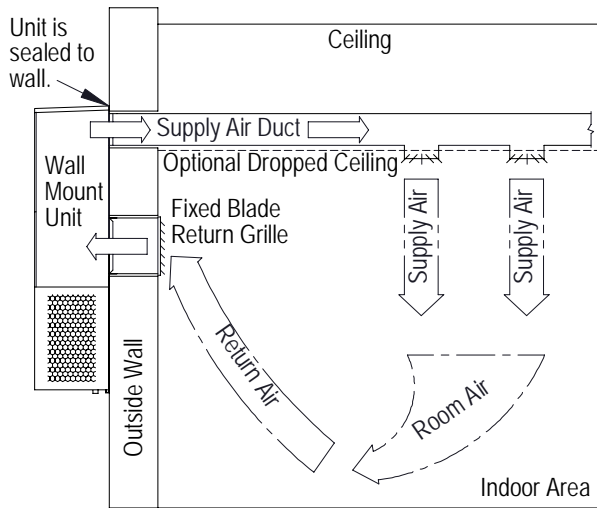 Unit is
sealed to
wall.
Ceiling
Supply Air Duct
Optional Dropped Ceiling
Wall
Mount
Unit
Fixed Blade
Return Grille
Supply Air
Supply Air
Return Air
Room Air
Outside Wall
Indoor Area